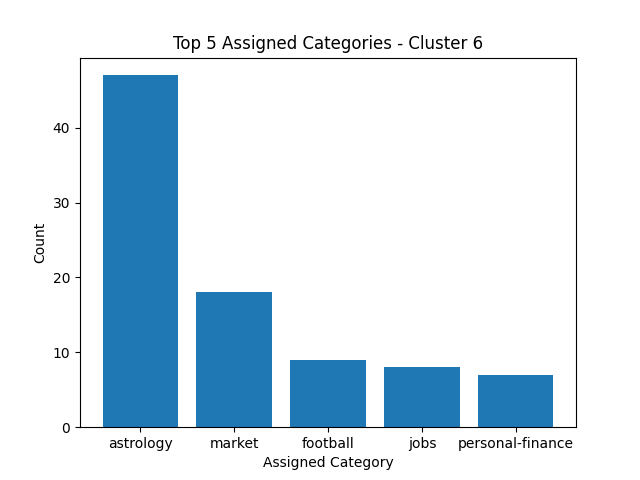 Top 5 Assigned Categories - Cluster 6
Count
40
30
20
10
0
astrology market football jobs personal-finance
Assigned Category